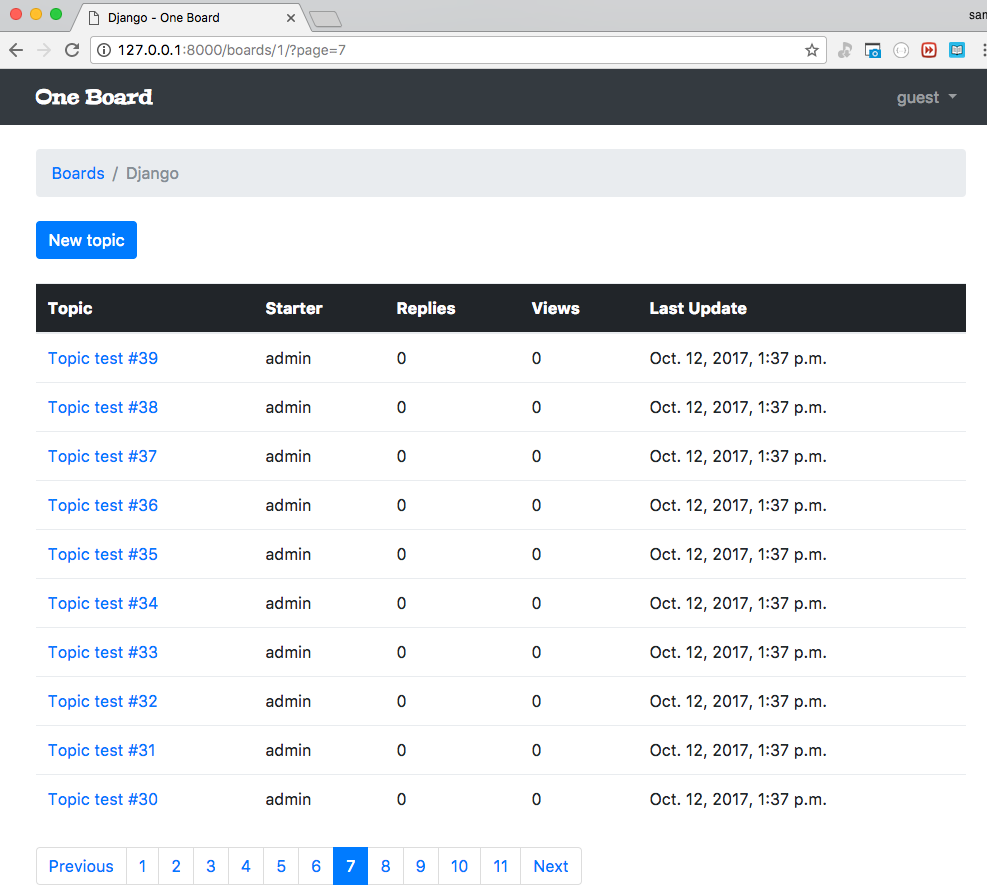 Django - One Board
san
127.0.0.1:8000/boards/1/?page=7
One Board
guest
Boards / Django
New topic
Topic Starter Replies Views Last Update
Topic test #39 admin 0 0 Oct. 12, 2017, 1:37 p.m.
Topic test #38 admin 0 0 Oct. 12, 2017, 1:37 p.m.
Topic test #37 admin 0 0 Oct. 12, 2017, 1:37 p.m.
Topic test #36 admin 0 0 Oct. 12, 2017, 1:37 p.m.
Topic test #35 admin 0 0 Oct. 12, 2017, 1:37 p.m.
Topic test #34 admin 0 0 Oct. 12, 2017, 1:37 p.m.
Topic test #33 admin 0 0 Oct. 12, 2017, 1:37 p.m.
Topic test #32 admin 0 0 Oct. 12, 2017, 1:37 p.m.
Topic test #31 admin 0 0 Oct. 12, 2017, 1:37 p.m.
Topic test #30 admin 0 0 Oct. 12, 2017, 1:37 p.m.
Previous 1 2 3 4 5 6 7 8 9 10 11 Next